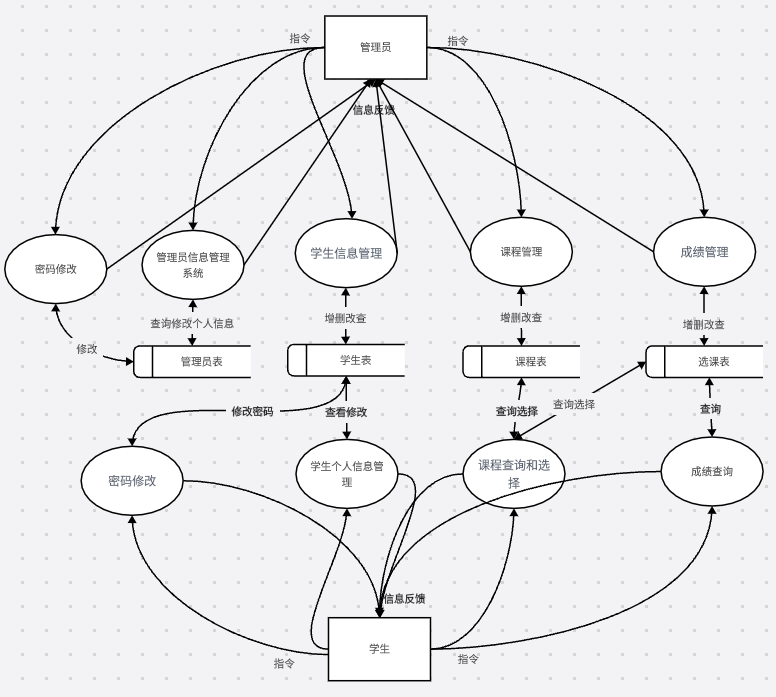 指令
管理员
指令
信息反馈
密码修改
管理员信息管理
系统
学生信息管理
课程管理
成绩管理
查询修改个人信息
增删改查
增删改查
增删改查
修改
管理员表
学生表
课程表
选课表
修改密码
查看修改
查询选择
查询选择
查询
密码修改
学生个人信息管
理
课程查询和选
择
成绩查询
信息反馈
学生
指令
指令